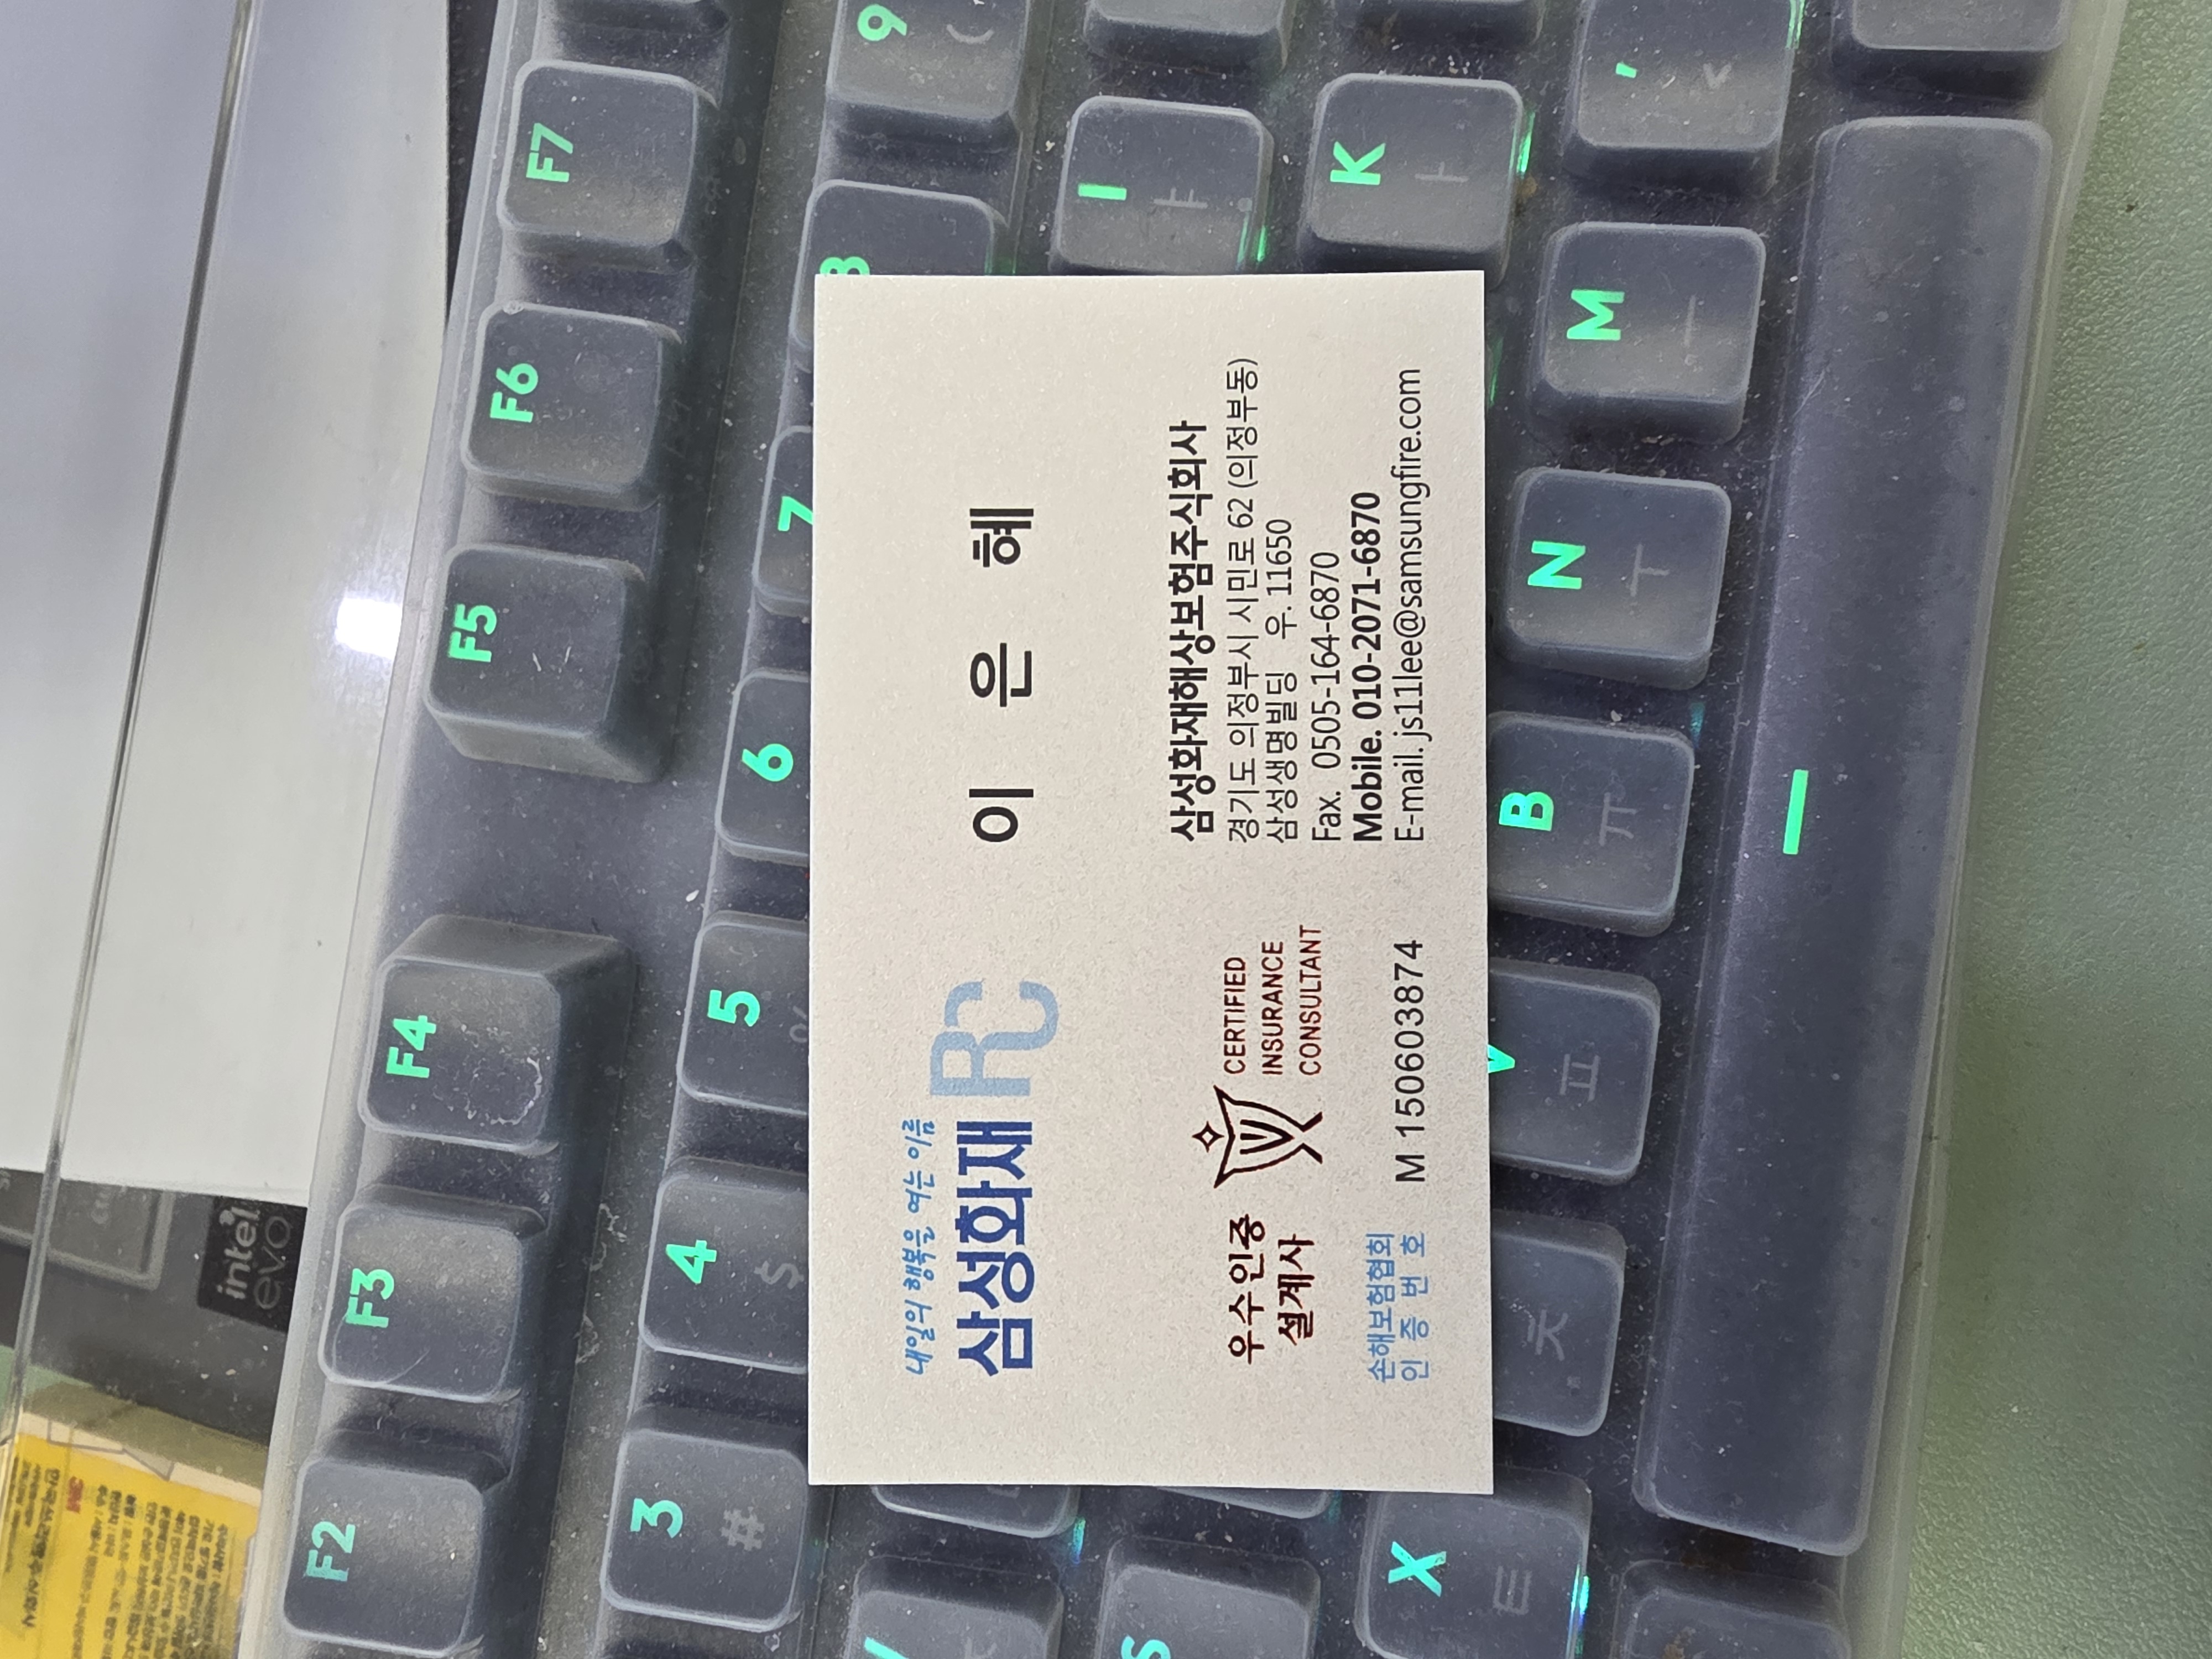 내일의 행복을 여는 이름
삼성화재 RC
이 은 혜
우수인증
설계사
CERTIFIED
INSURANCE
CONSULTANT
손해보험협회
인 증 번 호
M 150603874
삼성화재해상보험주식회사
경기도 의정부시 시민로 62 (의정부동)
삼성생명빌딩 우. 11650
Fax. 0505-164-6870
Mobile. 010-2071-6870
E-mail. js11lee@samsungfire.com
intel
evo
3M
F2
F3
F4
F5
F6
F7
3 #
4 $
5 %
6
7
8
9 (
I ㅑ
K ㅏ
, <
S
X ㅌ
ㅊ
V ㅍ
B ㅠ
N ㅜ
M ㅡ